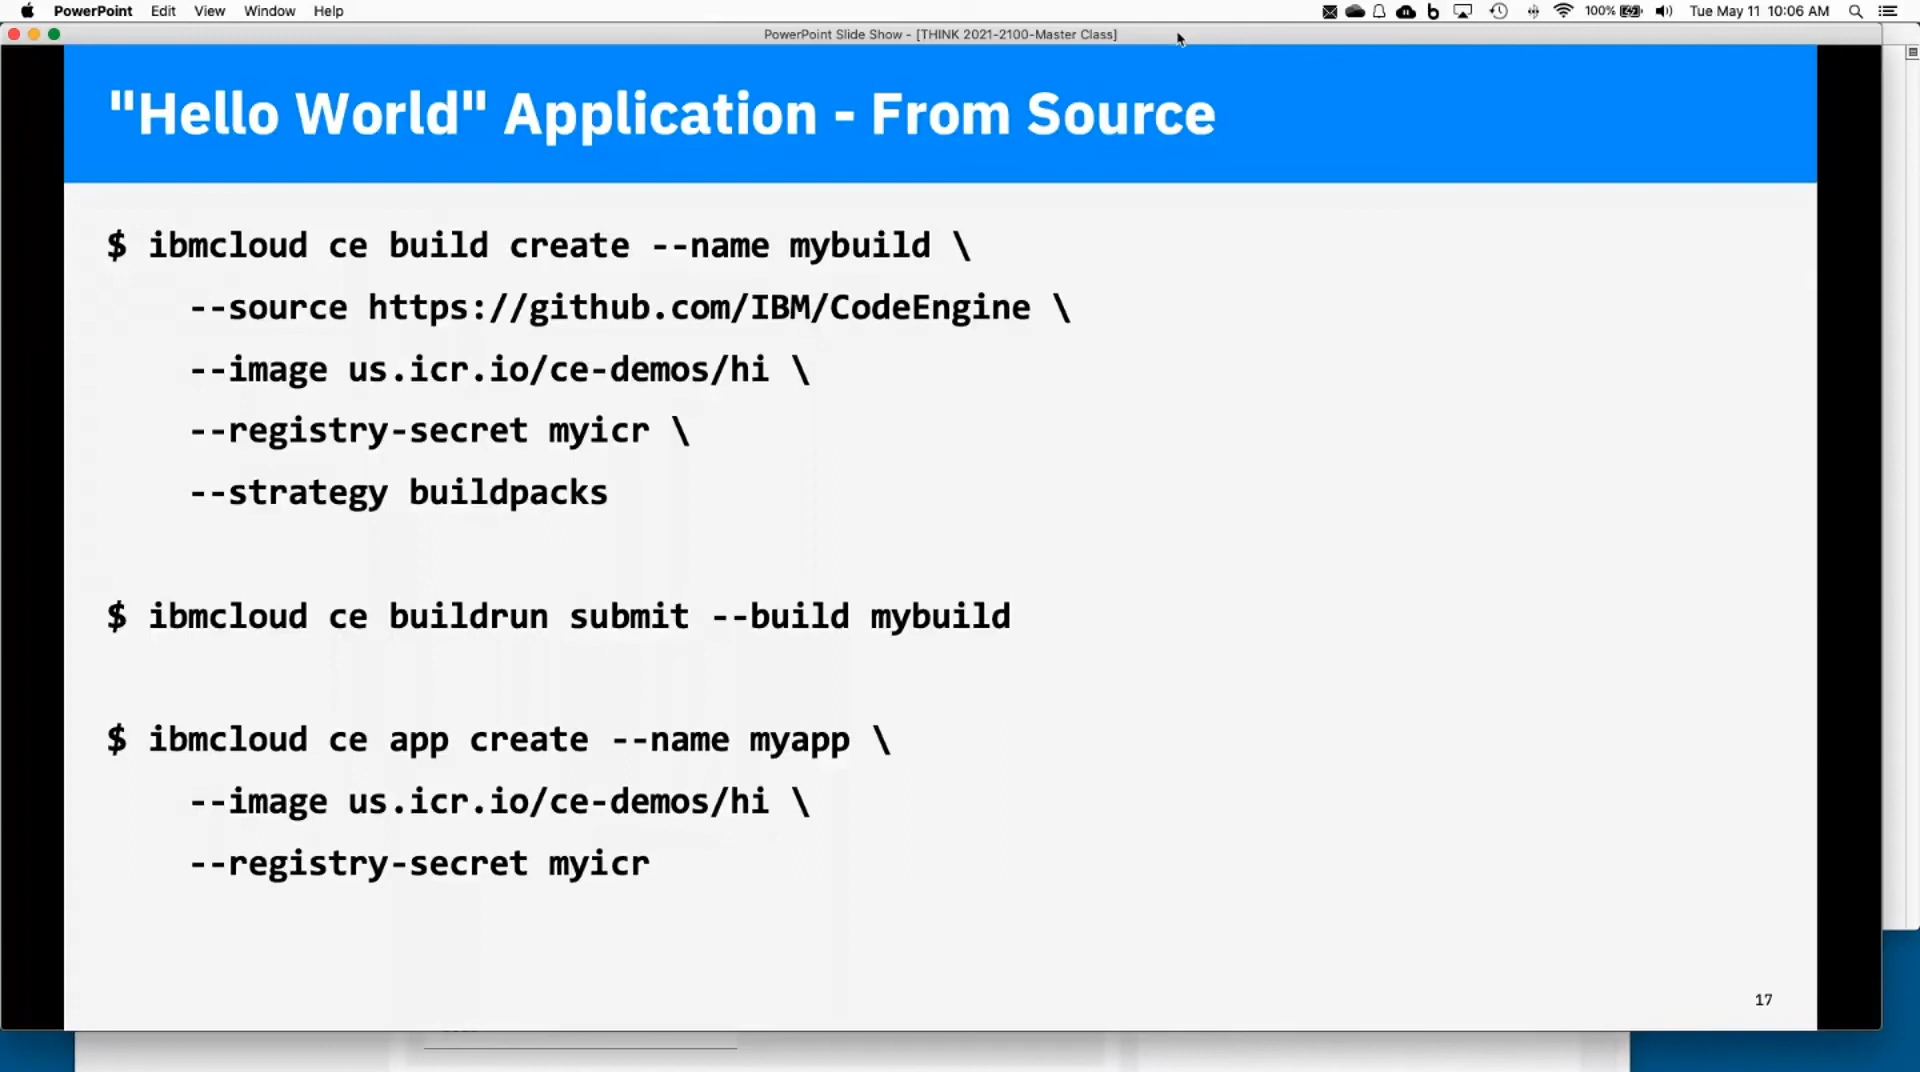 PowerPoint Edit View Window Help
100% Tue May 11 10:06 AM
PowerPoint Slide Show - [THINK 2021-2100-Master Class]
"Hello World" Application - From Source
$ ibmcloud ce build create --name mybuild \
--source https://github.com/IBM/CodeEngine \
--image us.icr.io/ce-demos/hi \
--registry-secret myicr \
--strategy buildpacks
$ ibmcloud ce buildrun submit --build mybuild
$ ibmcloud ce app create --name myapp \
--image us.icr.io/ce-demos/hi \
--registry-secret myicr
17